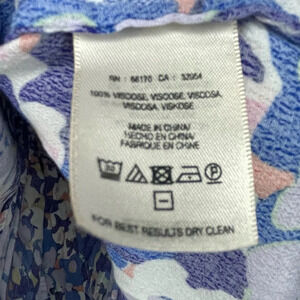 RN : 66170 CA : 32054
100% VISCOSE, VISCOSE, VISCOSA,
VISCOSA, VISKOSE
MADE IN CHINA/
HECHO EN CHINA/
FABRIQUE EN CHINE
FOR BEST RESULTS DRY CLEAN